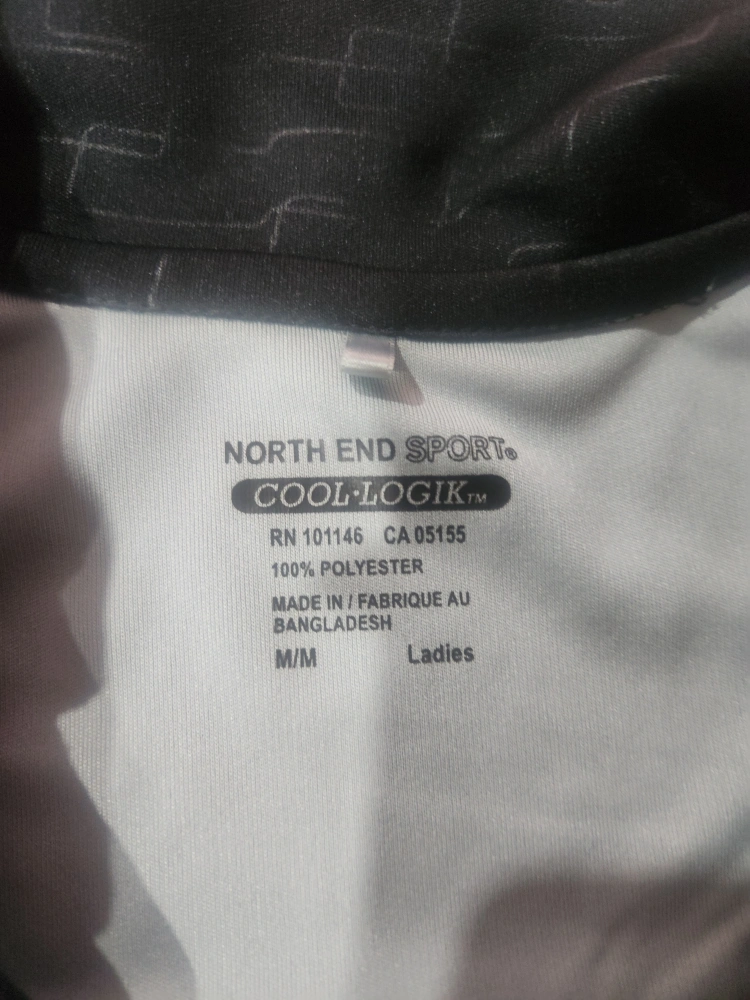 NORTH END SPORT®
COOL·LOGIK™
RN 101146 CA 05155
100% POLYESTER
MADE IN / FABRIQUE AU
BANGLADESH
M/M Ladies